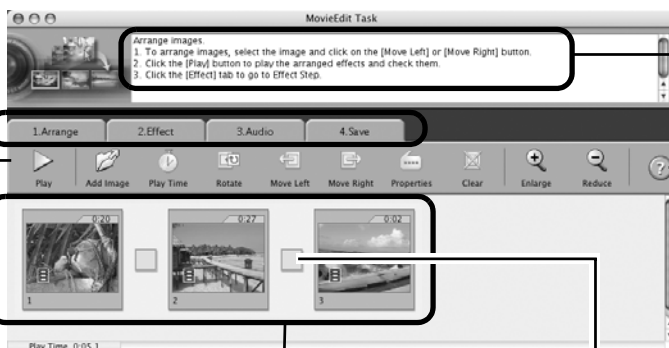 MovieEdit Task
Arrange images.
1. To arrange images, select the image and click on the [Move Left] or [Move Right] button.
2. Click the [Play] button to play the arranged effects and check them.
3. Click the [Effect] tab to go to Effect Step.
1.Arrange 2.Effect 3.Audio 4.Save
Play Add Image Play Time Rotate Move Left Move Right Properties Clear Enlarge Reduce ?
0:20 0:27 0:02
1 2 3
Play Time 0:05.1